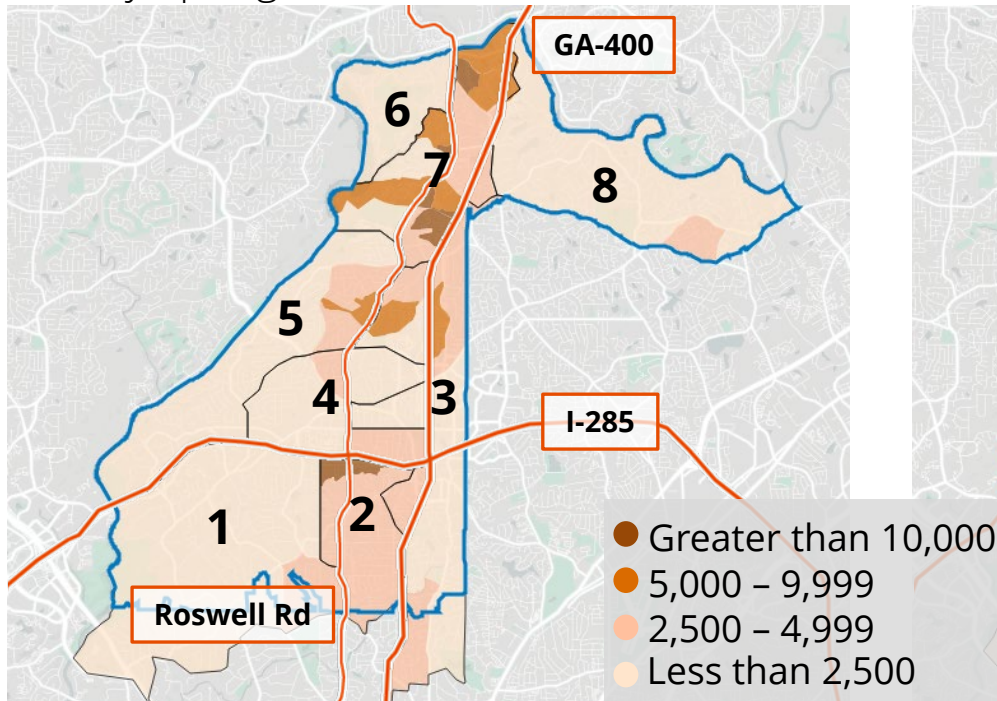 GA-400
6
7
8
5
4
3
I-285
2
1
Roswell Rd
Greater than 10,000
5,000 – 9,999
2,500 – 4,999
Less than 2,500